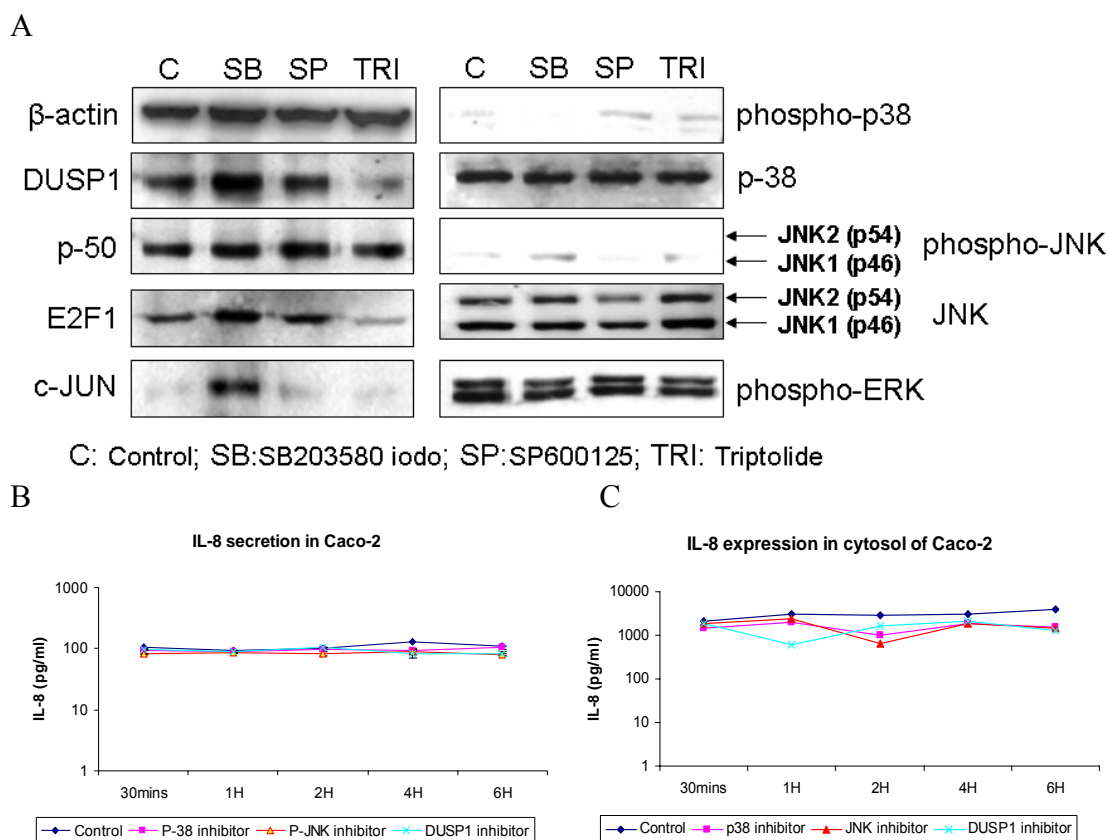 A
C SB SP TRI C SB SP TRI
β-actin
DUSP1
p-50
E2F1
c-JUN
phospho-p38
p-38
JNK2 (p54)
JNK1 (p46)
phospho-JNK
JNK2 (p54)
JNK1 (p46)
JNK
phospho-ERK
C: Control; SB:SB203580 iodo; SP:SP600125; TRI: Triptolide
B
IL-8 secretion in Caco-2
IL-8 (pg/ml)
1000
100
10
1
30mins 1H 2H 4H 6H
Control P-38 inhibitor P-JNK inhibitor DUSP1 inhibitor
C
IL-8 expression in cytosol of Caco-2
IL-8 (pg/ml)
10000
1000
100
10
1
30mins 1H 2H 4H 6H
Control p38 inhibitor JNK inhibitor DUSP1 inhibitor